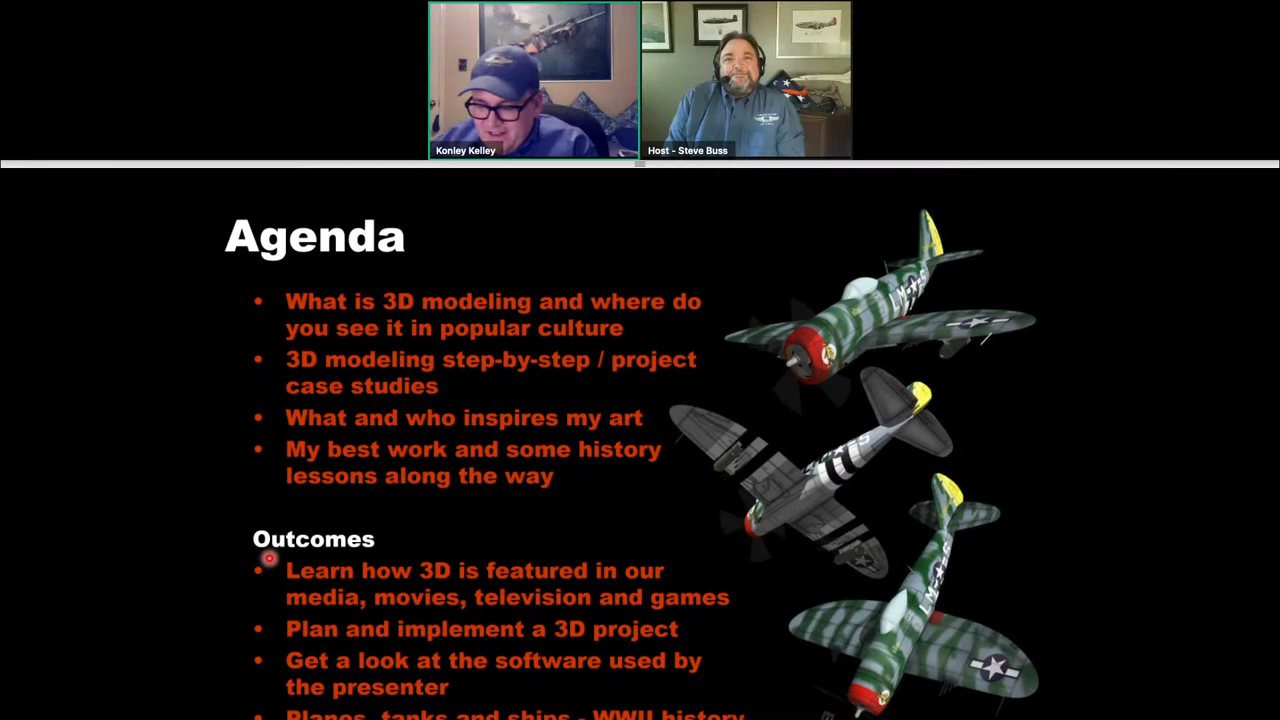 Konley Kelley
Host - Steve Buss
Agenda
• What is 3D modeling and where do
you see it in popular culture
• 3D modeling step-by-step / project
case studies
• What and who inspires my art
• My best work and some history
lessons along the way
Outcomes
• Learn how 3D is featured in our
media, movies, television and games
• Plan and implement a 3D project
• Get a look at the software used by
the presenter
• Planes, tanks and ships - WWII history